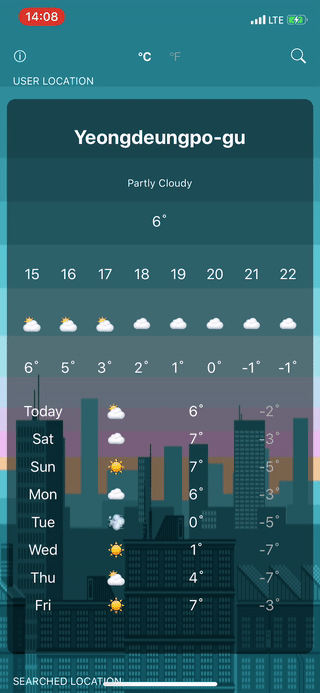 14:08
LTE
°C °F
USER LOCATION
Yeongdeungpo-gu
Partly Cloudy
6°
15 16 17 18 19 20 21 22
6° 5° 3° 2° 1° 0° -1° -1°
Today 6° -2°
Sat 7° -3°
Sun 7° -5°
Mon 6° -3°
Tue 0° -5°
Wed 1° -7°
Thu 4° -7°
Fri 7° -3°
SEARCHED LOCATION